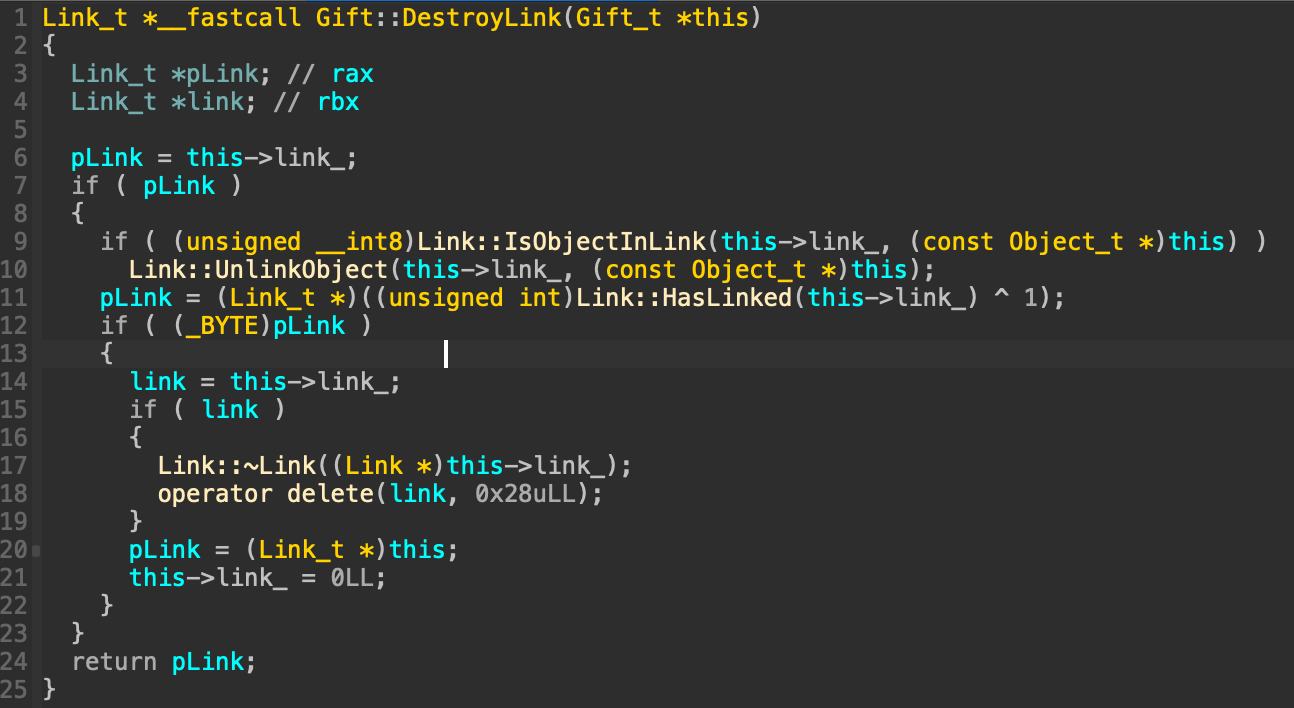 1 Link_t *__fastcall Gift::DestroyLink(Gift_t *this)
2 {
3   Link_t *pLink; // rax
4   Link_t *link; // rbx
5
6   pLink = this->link_;
7   if ( pLink )
8   {
9     if ( (unsigned __int8)Link::IsObjectInLink(this->link_, (const Object_t *)this) )
10       Link::UnlinkObject(this->link_, (const Object_t *)this);
11     pLink = (Link_t *)((unsigned int)Link::HasLinked(this->link_) ^ 1);
12     if ( (_BYTE)pLink )
13     {
14       link = this->link_;
15       if ( link )
16       {
17         Link::~Link((Link *)this->link_);
18         operator delete(link, 0x28uLL);
19       }
20       pLink = (Link_t *)this;
21       this->link_ = 0LL;
22     }
23   }
24   return pLink;
25 }